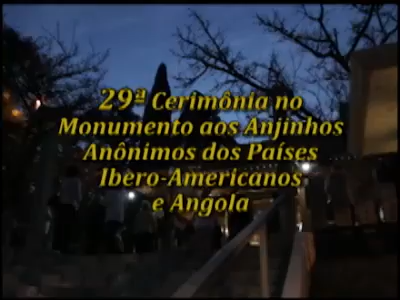 29ª Cerimônia no
Monumento aos Anjinhos
Anônimos dos Países
Ibero-Americanos
e Angola